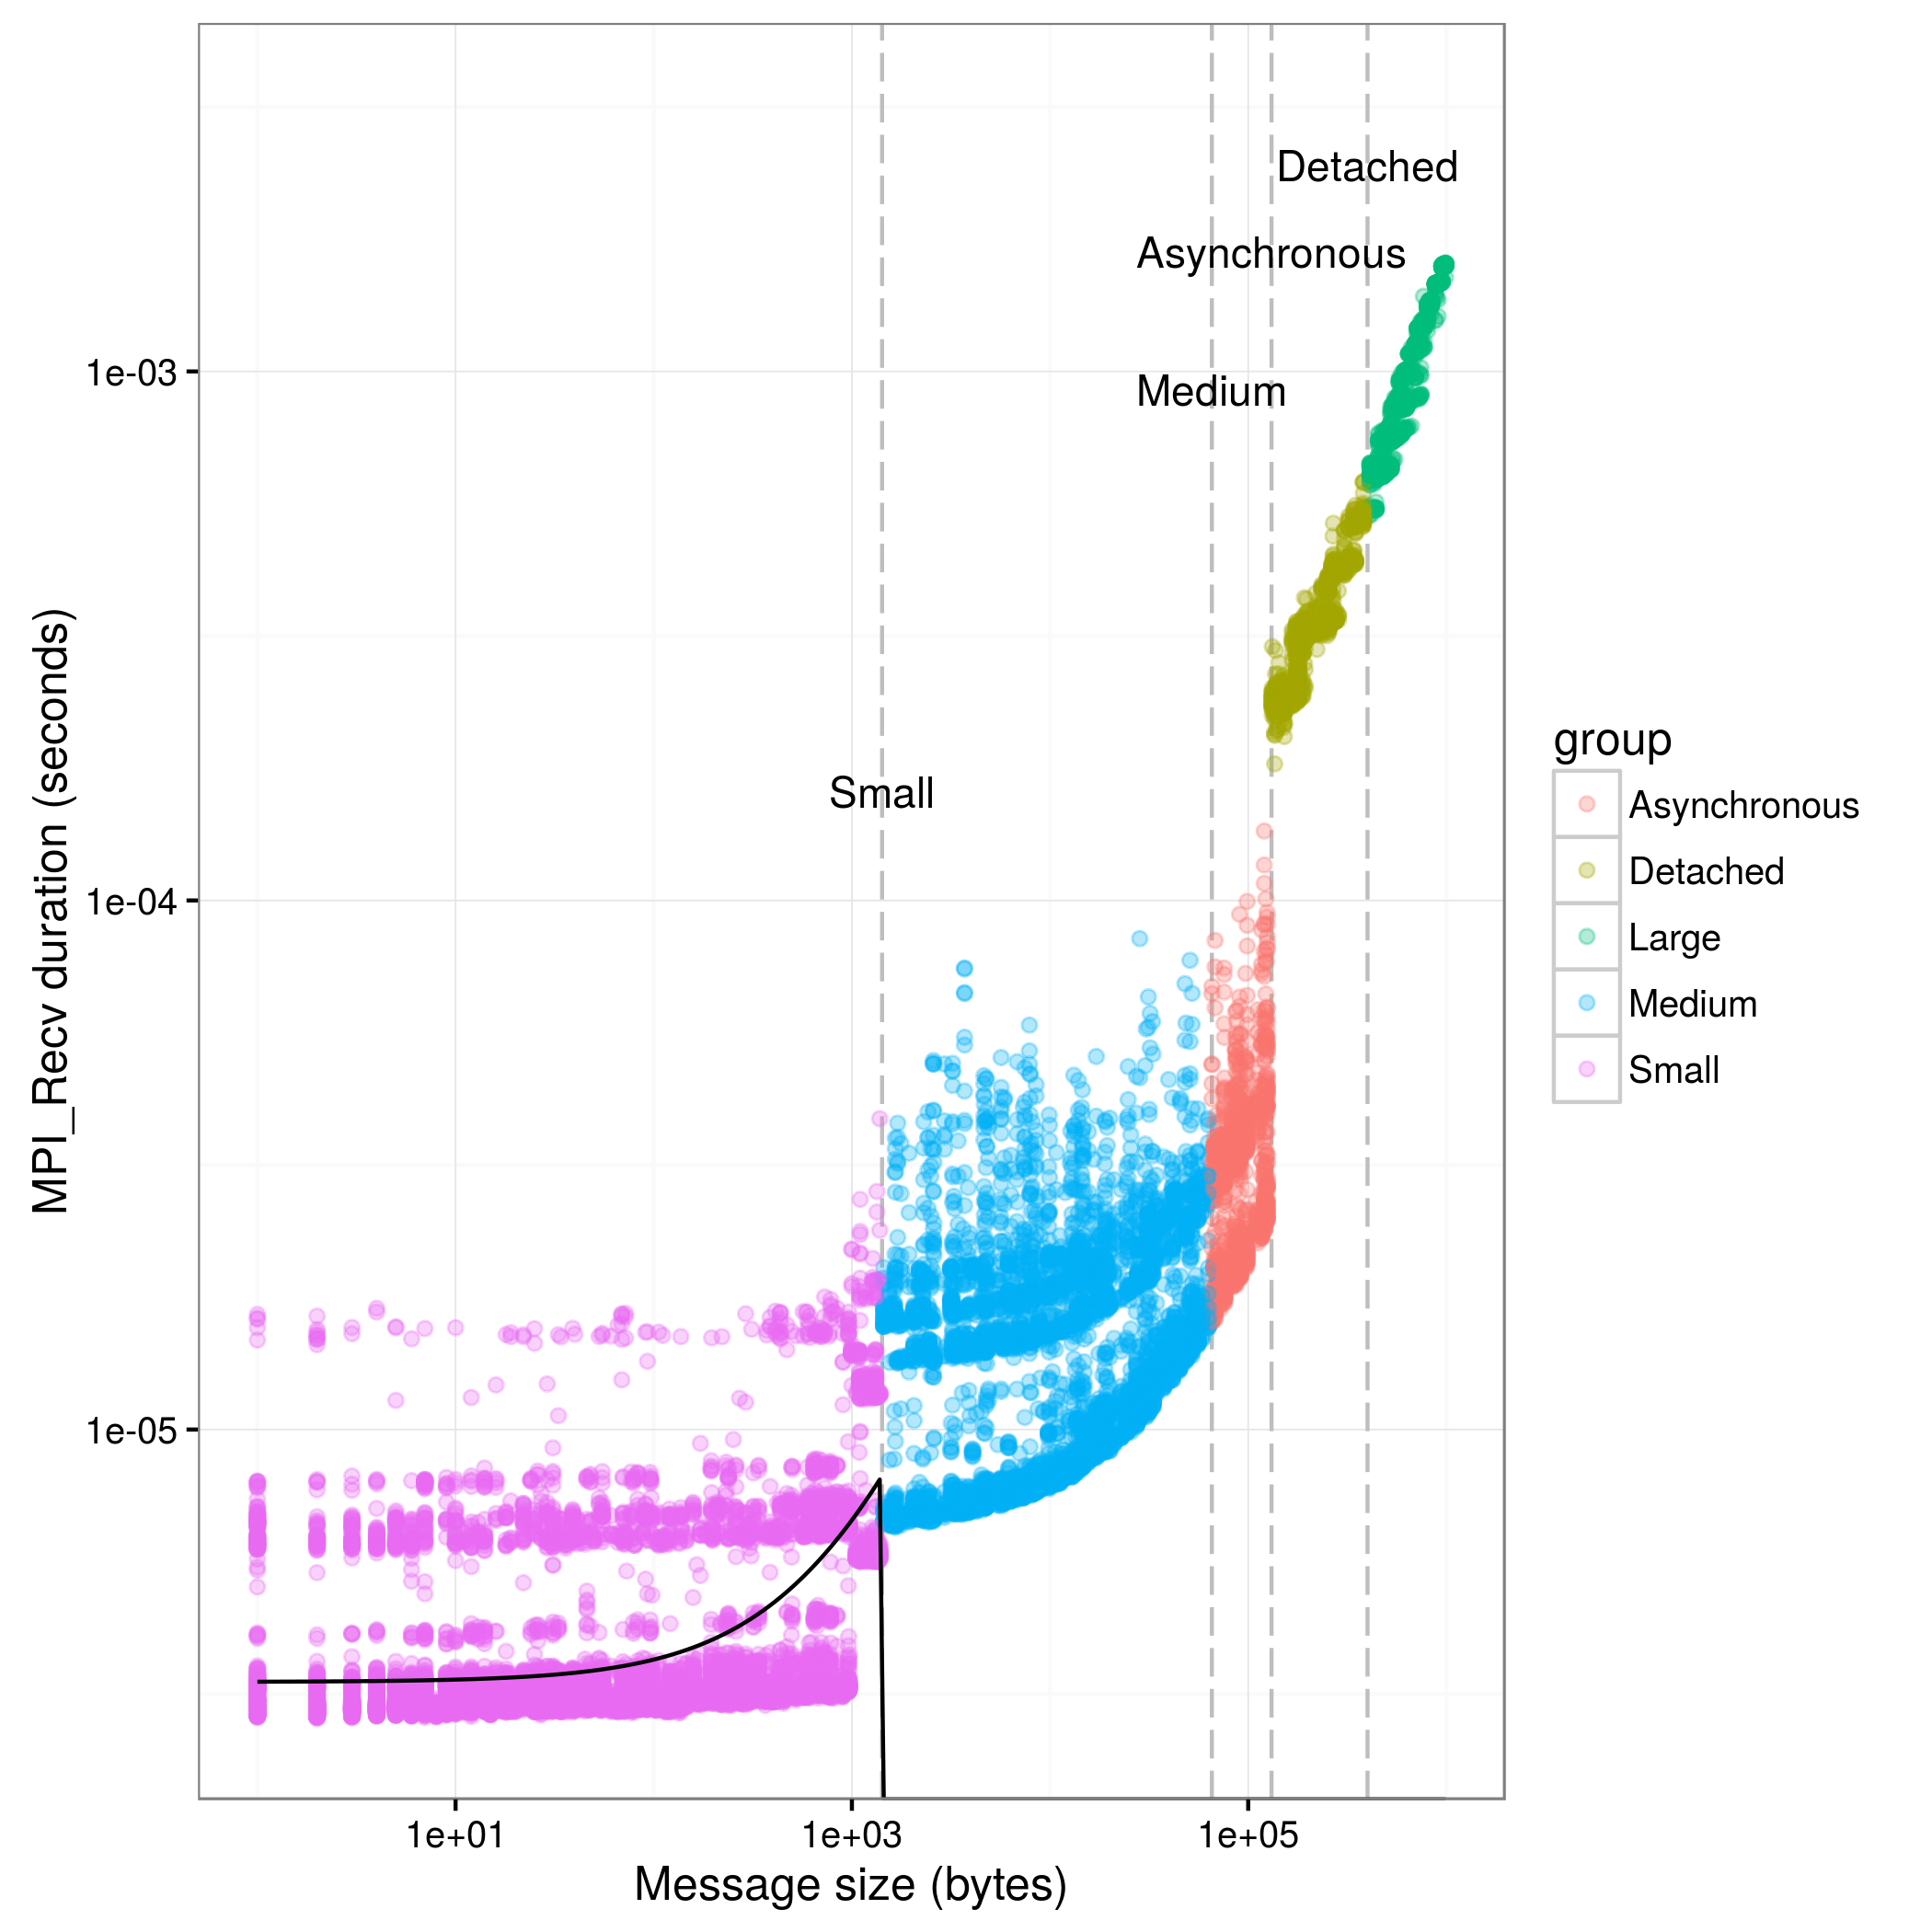 Detached
Asynchronous
1e-03
Medium
Small
1e-04
1e-05
MPI_Recv duration (seconds)
1e+01
1e+03
1e+05
Message size (bytes)
group
Asynchronous
Detached
Large
Medium
Small